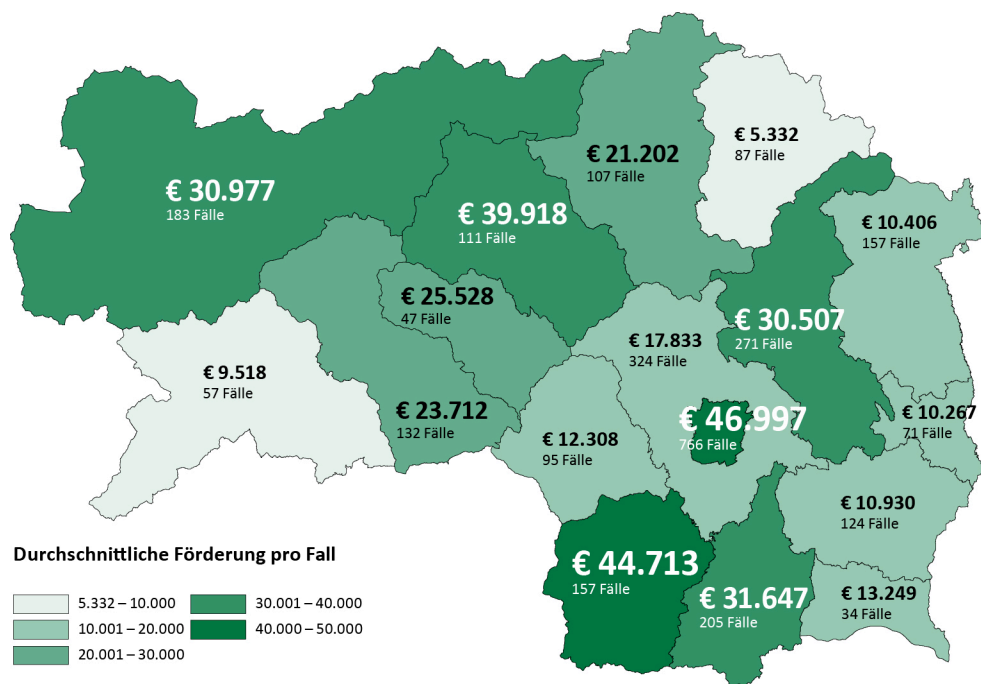 € 5.332
87 Fälle
€ 21.202
107 Fälle
€ 30.977
183 Fälle
€ 39.918
111 Fälle
€ 10.406
157 Fälle
€ 25.528
47 Fälle
€ 30.507
271 Fälle
€ 17.833
324 Fälle
€ 9.518
57 Fälle
€ 23.712
132 Fälle
€ 46.997
766 Fälle
€ 10.267
71 Fälle
€ 12.308
95 Fälle
€ 10.930
124 Fälle
€ 44.713
157 Fälle
€ 31.647
205 Fälle
€ 13.249
34 Fälle
Durchschnittliche Förderung pro Fall
5.332 – 10.000
10.001 – 20.000
20.001 – 30.000
30.001 – 40.000
40.000 – 50.000